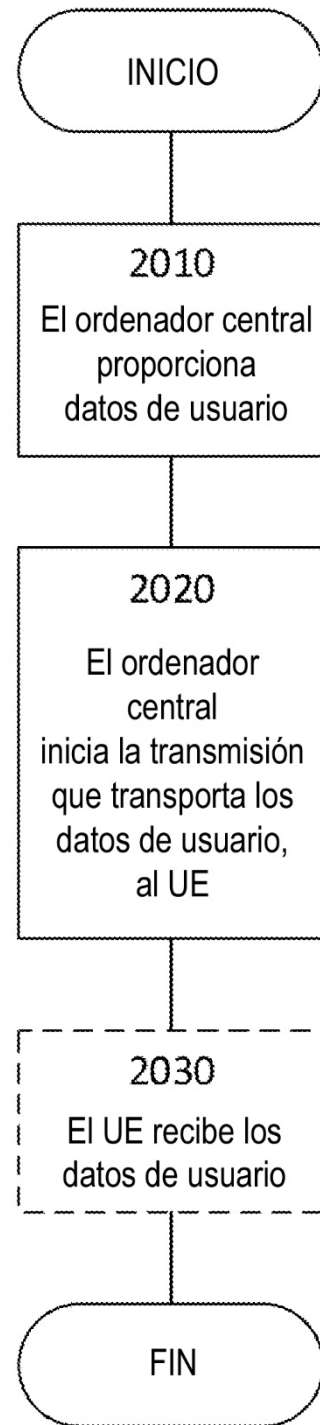 INICIO
2010
El ordenador central
proporciona
datos de usuario
2020
El ordenador
central
inicia la transmisión
que transporta los
datos de usuario,
al UE
2030
El UE recibe los
datos de usuario
FIN